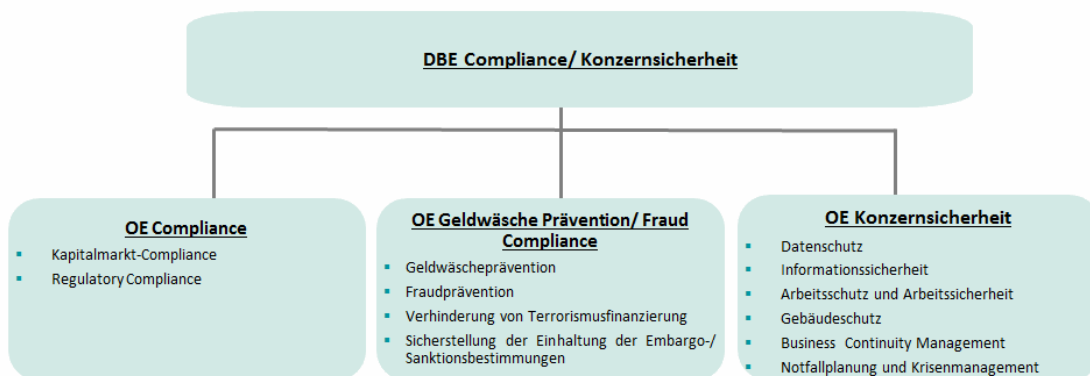 DBE Compliance/ Konzernsicherheit
OE Compliance
Kapitalmarkt-Compliance
Regulatory Compliance
OE Geldwäsche Prävention/ Fraud
Compliance
Geldwäscheprävention
Fraudprävention
Verhinderung von Terrorismusfinanzierung
Sicherstellung der Einhaltung der Embargo-/
Sanktionsbestimmungen
OE Konzernsicherheit
Datenschutz
Informationssicherheit
Arbeitsschutz und Arbeitssicherheit
Gebäudeschutz
Business Continuity Management
Notfallplanung und Krisenmanagement